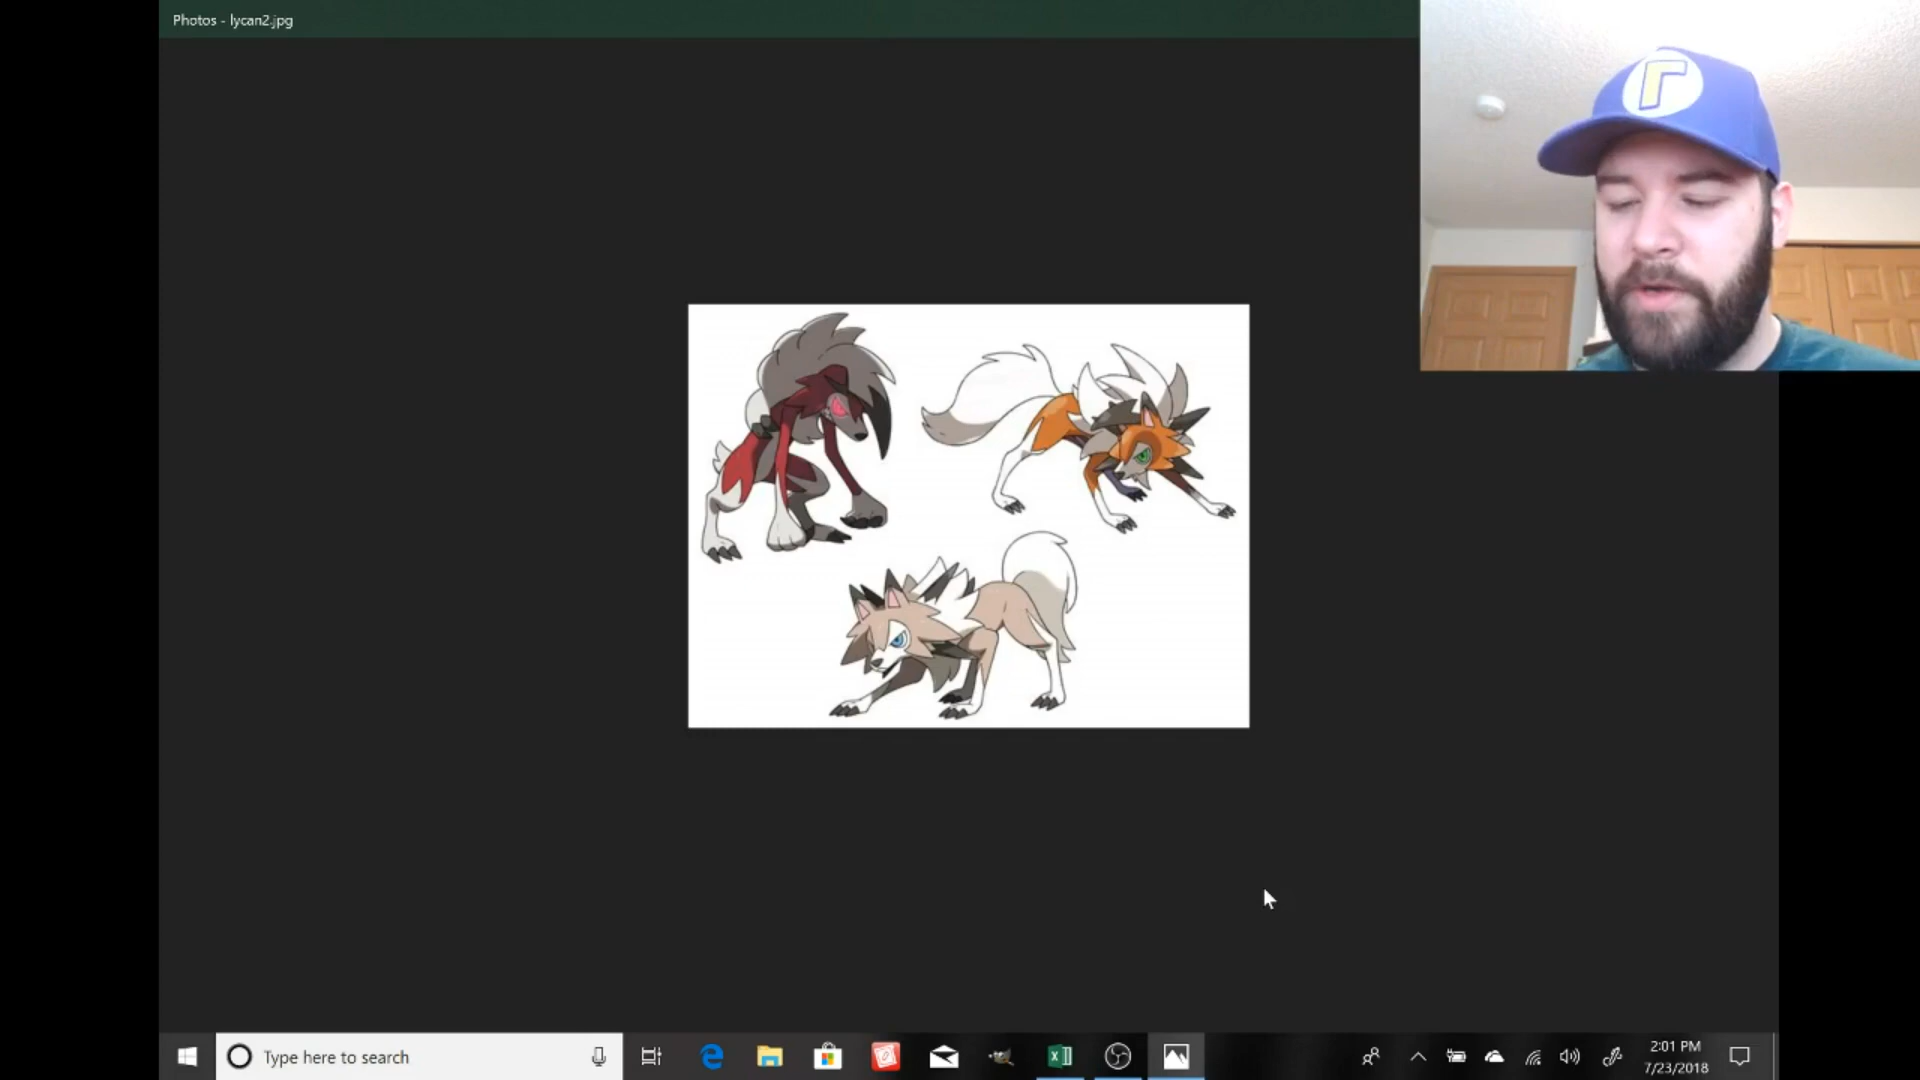 Photos - lycan2.jpg
Type here to search
2:01 PM
7/23/2018